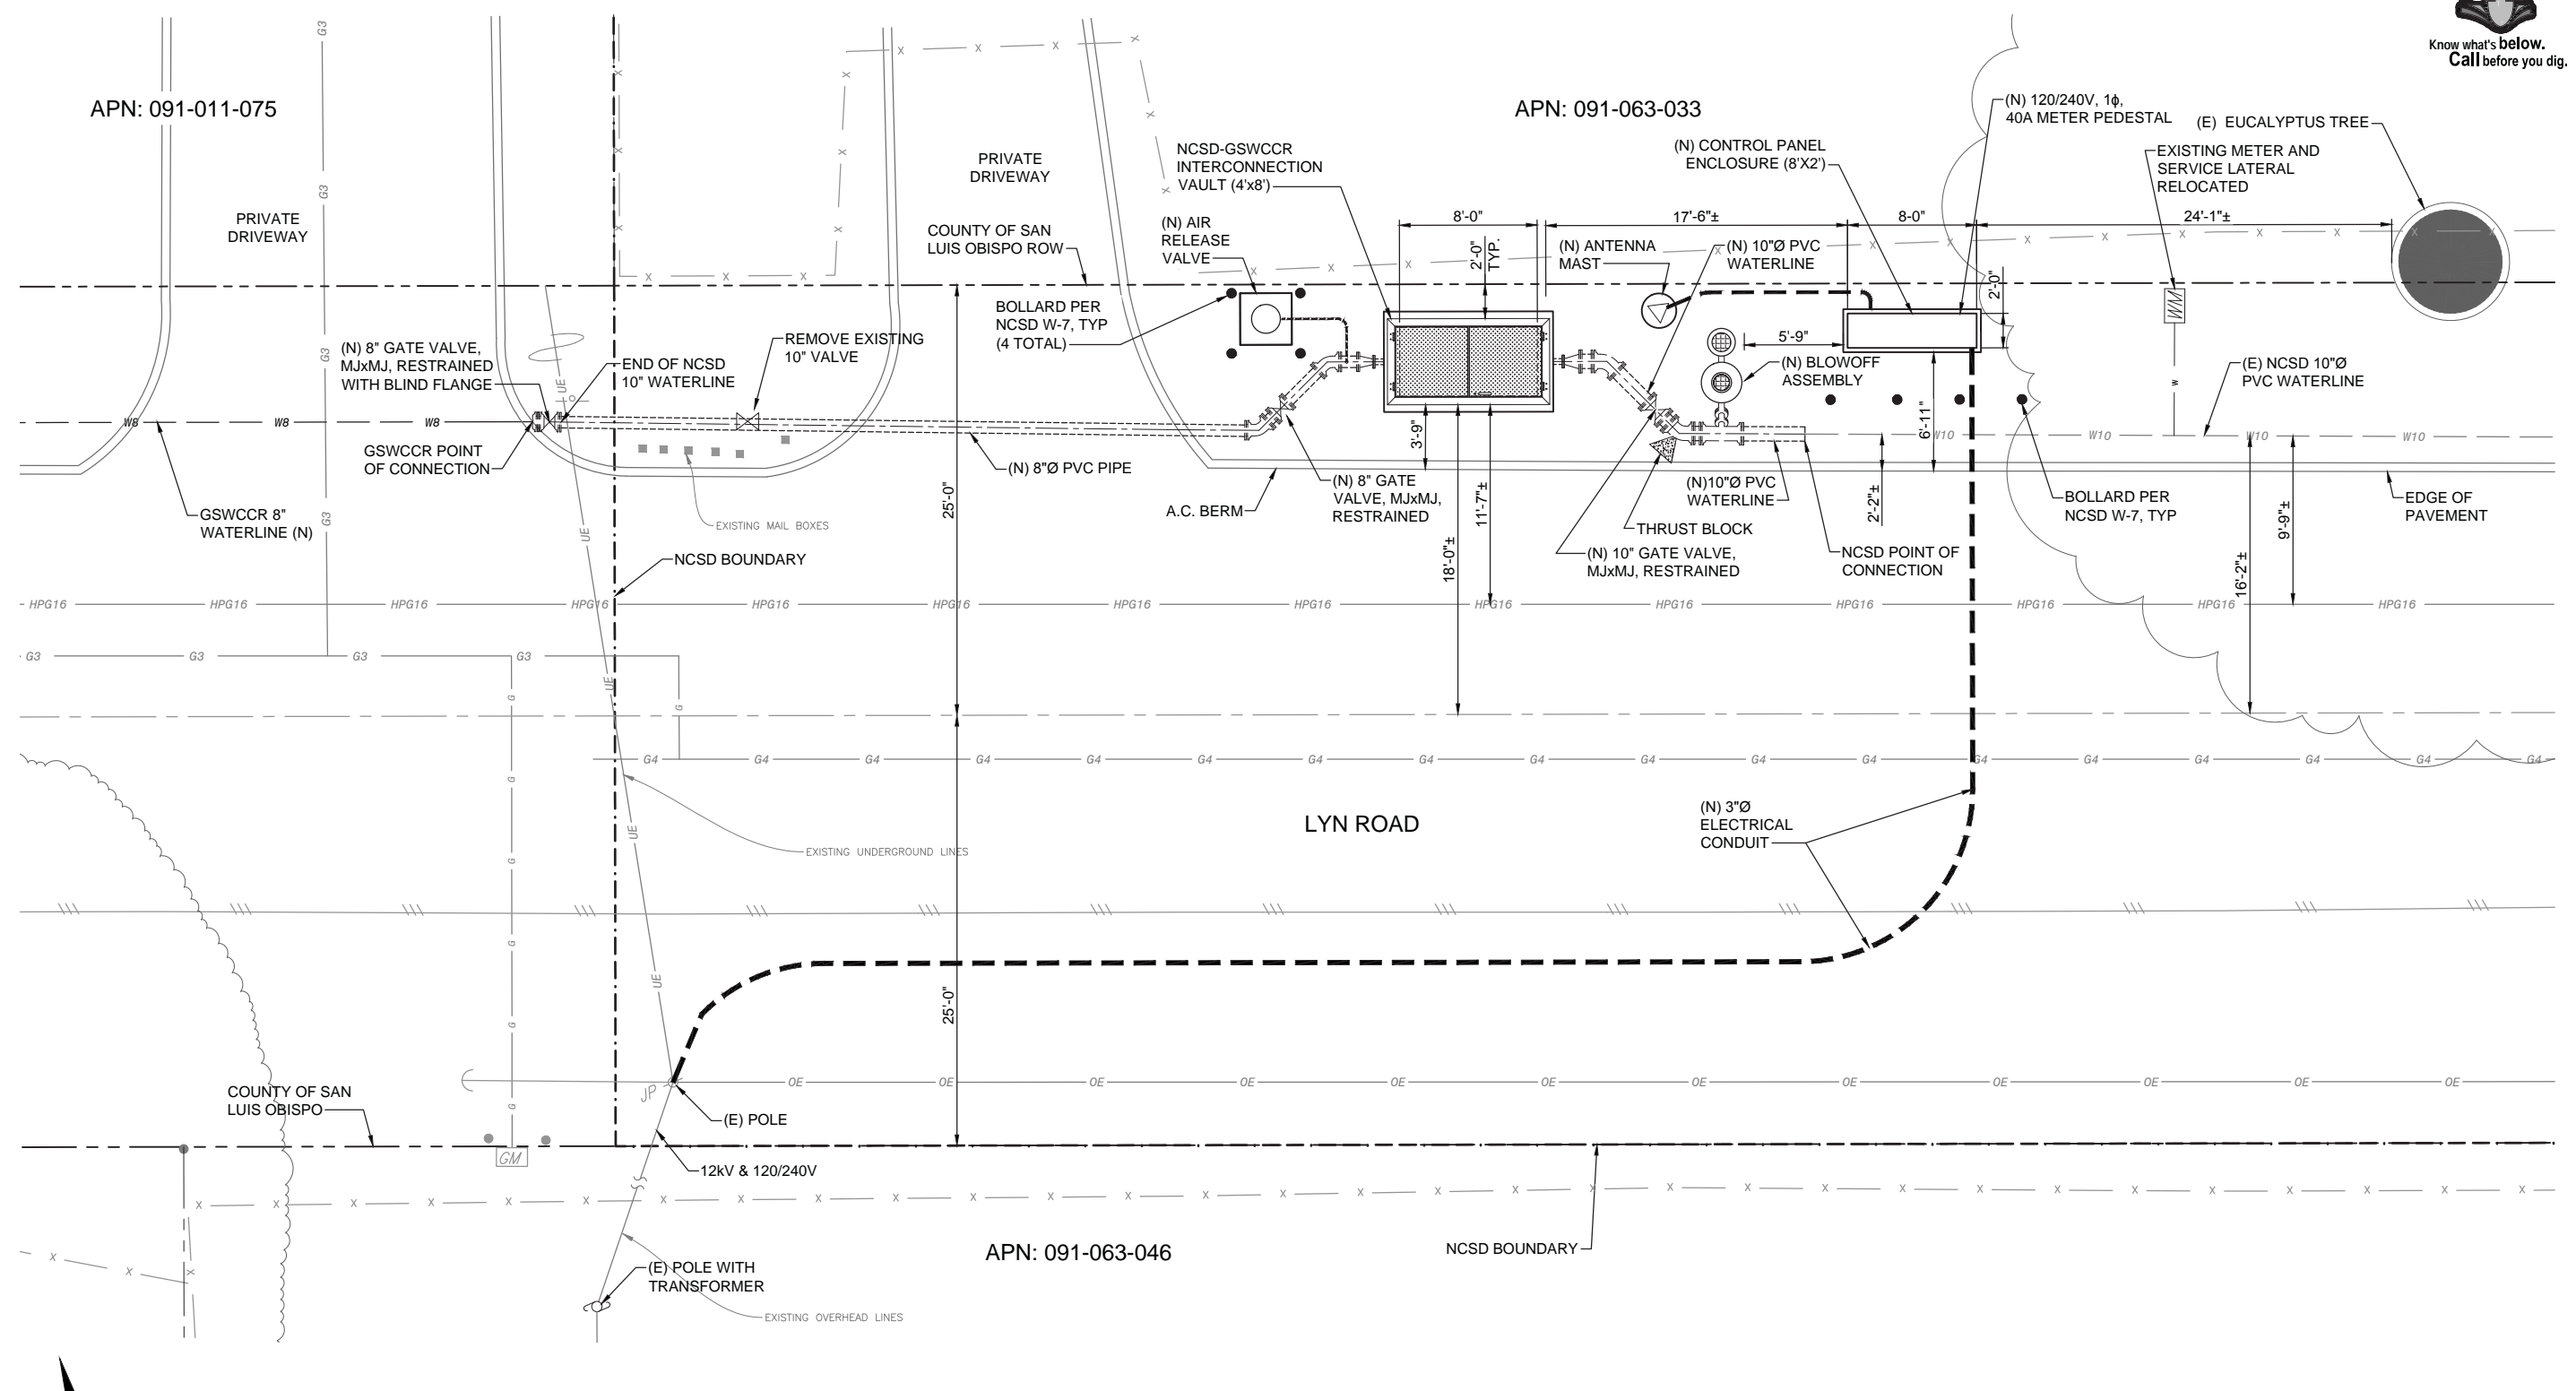 Know what's below.
Call before you dig.
APN: 091-011-075
APN: 091-063-033
(N) 120/240V, 1ϕ,
40A METER PEDESTAL
(E) EUCALYPTUS TREE
EXISTING METER AND
SERVICE LATERAL
RELOCATED
(N) CONTROL PANEL
ENCLOSURE (8'X2')
NCSD-GSWCCR
INTERCONNECTION
VAULT (4'x8')
PRIVATE
DRIVEWAY
PRIVATE
DRIVEWAY
COUNTY OF SAN
LUIS OBISPO ROW
(N) AIR
RELEASE
VALVE
8'-0"
17'-6"±
8-0"
24'-1"±
2'-0"
TYP.
(N) ANTENNA
MAST
(N) 10"Ø PVC
WATERLINE
2'-0"
WM
BOLLARD PER
NCSD W-7, TYP
(4 TOTAL)
REMOVE EXISTING
10" VALVE
(N) 8" GATE VALVE,
MJxMJ, RESTRAINED
WITH BLIND FLANGE
END OF NCSD
10" WATERLINE
5'-9"
(N) BLOWOFF
ASSEMBLY
(E) NCSD 10"Ø
PVC WATERLINE
W8 W8 W8
W10 W10 W10 W10
W
GSWCCR POINT
OF CONNECTION
(N) 8"Ø PVC PIPE
3'-9"
6'-11"
GSWCCR 8"
WATERLINE (N)
EXISTING MAIL BOXES
25'-0"
A.C. BERM
(N) 8" GATE
VALVE, MJxMJ,
RESTRAINED
11'-7"±
(N)10"Ø PVC
WATERLINE
2'-2"±
BOLLARD PER
NCSD W-7, TYP
EDGE OF
PAVEMENT
THRUST BLOCK
(N) 10" GATE VALVE,
MJxMJ, RESTRAINED
NCSD POINT OF
CONNECTION
NCSD BOUNDARY
18'-0"±
16'-2"±
9'-9"±
G3 G3 G3 G3
UE UE UE UE UE
HPG16 HPG16 HPG16 HPG16 HPG16 HPG16 HPG16 HPG16 HPG16 HPG16 HPG16 HPG16 HPG16 HPG16
G3 G3 G3 G3
G G G G G G G
G4 G4 G4 G4 G4 G4 G4 G4 G4 G4 G4 G4 G4 G4 G4 G4 G4 G4
LYN ROAD
(N) 3"Ø
ELECTRICAL
CONDUIT
EXISTING UNDERGROUND LINES
25'-0"
OE OE OE OE OE OE OE OE OE OE OE OE
JP
COUNTY OF SAN
LUIS OBISPO
(E) POLE
GM
12kV & 120/240V
APN: 091-063-046
NCSD BOUNDARY
(E) POLE WITH
TRANSFORMER
EXISTING OVERHEAD LINES